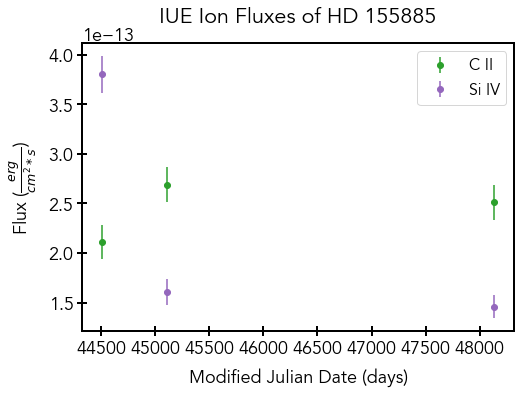 IUE Ion Fluxes of HD 155885
1e−13
C II
Si IV
4.0
3.5
3.0
2.5
2.0
1.5
Flux (erg/cm²*s)
44500 45000 45500 46000 46500 47000 47500 48000
Modified Julian Date (days)